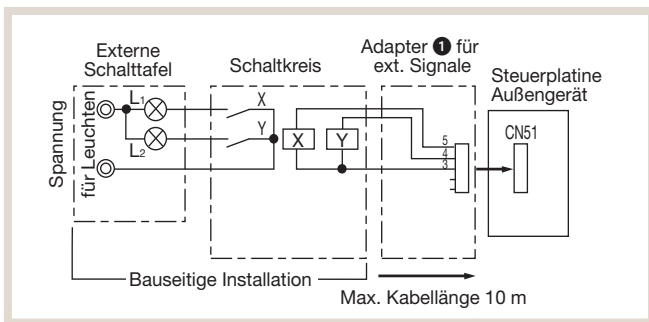 Externe
Schalttafel
Schaltkreis
Adapter ❶ für
ext. Signale
Steuerplatine
Außengerät
Spannung
für Leuchten
L1
L2
X
Y
X
Y
5
4
3
CN51
Bauseitige Installation
Max. Kabellänge 10 m